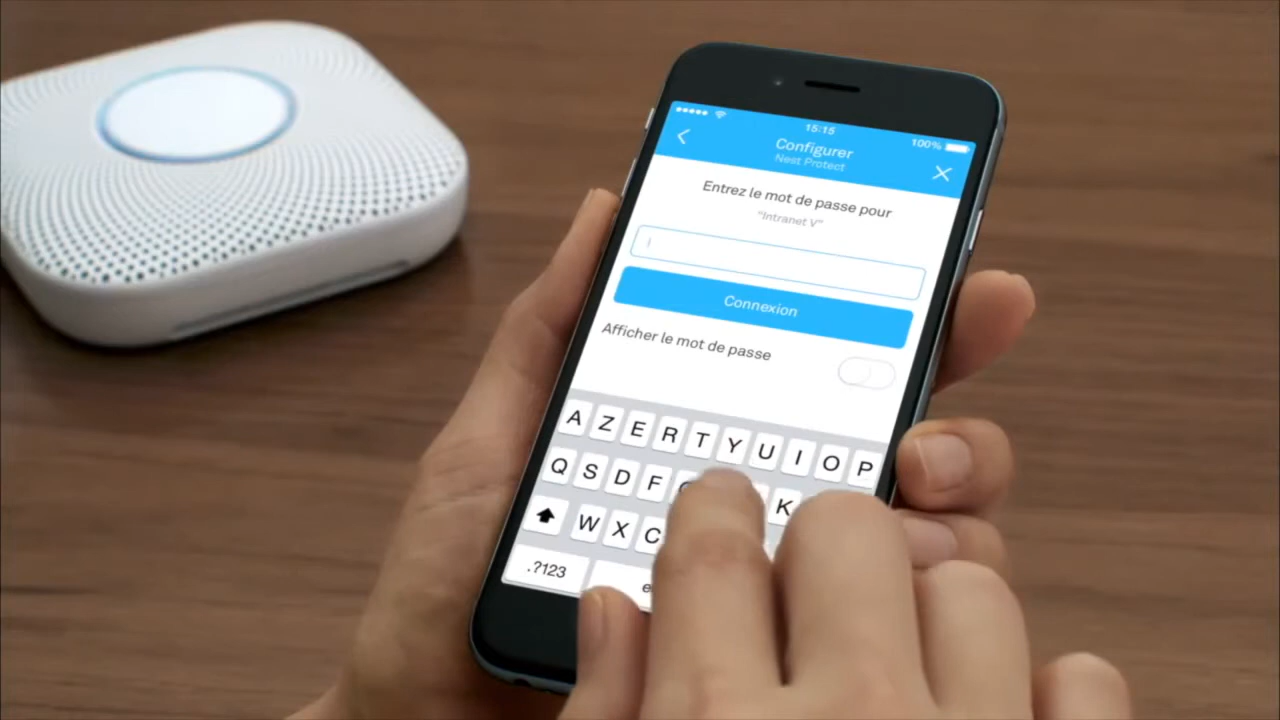 15:15
100%
Configurer
Nest Protect
Entrez le mot de passe pour
"Intranet V"
Connexion
Afficher le mot de passe
A Z E R T Y U I O P
Q S D F K
W X C
.?123